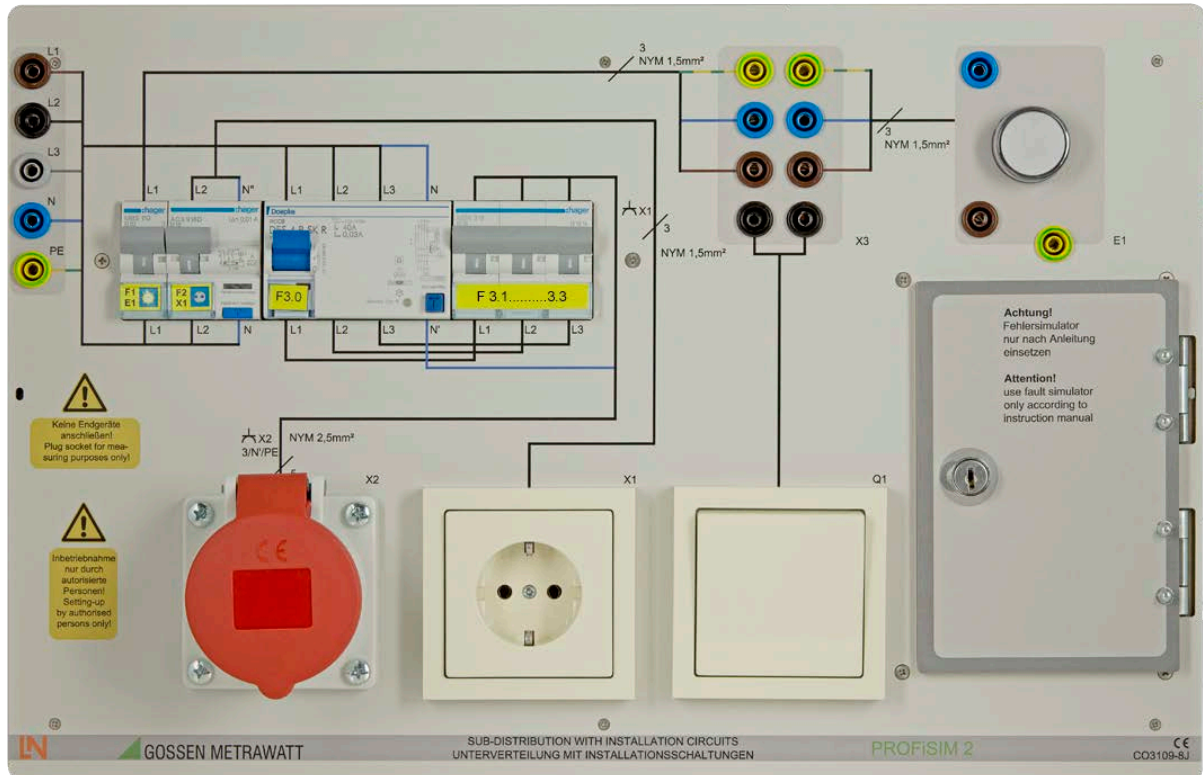 L1
L2
L3
N
PE
3
NYM 1,5mm²
3
NYM 1,5mm²
L1
L2
N"
L1
L2
L3
N
:hager
:hager
Doepke
:hager
X1
3
NYM 1,5mm²
X3
E1
F1
E1
F2
X1
F3.0
F 3.1..........3.3
L1
L2
N
L1
L2
L3
N'
L1
L2
L3
Achtung!
Fehlersimulator
nur nach Anleitung
einsetzen
Attention!
use fault simulator
only according to
instruction manual
Keine Endgeräte
anschließen!
Plug socket for mea-
suring purposes only!
X2
3/N'/PE
NYM 2,5mm²
5
X2
X1
Q1
CE
Inbetriebnahme
nur durch
autorisierte
Personen!
Setting-up
by authorised
persons only!
LN
GOSSEN METRAWATT
SUB-DISTRIBUTION WITH INSTALLATION CIRCUITS
UNTERVERTEILUNG MIT INSTALLATIONSSCHALTUNGEN
PROFiSIM 2
CE
CO3109-8J